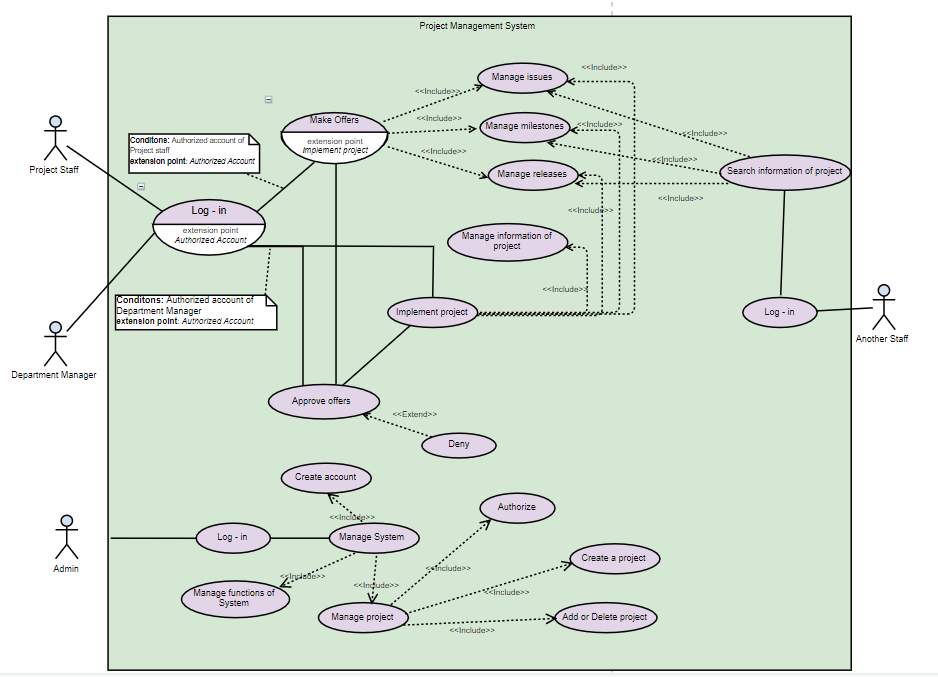 Project Management System
<<Include>>
Manage issues
<<Include>>
Make Offers
extension point
Implement project
<<Include>>
Manage milestones
<<Include>>
<<Include>>
Conditons: Authorized account of
Project staff
extension point: Authorized Account
<<Include>>
<<Include>>
Project Staff
Manage releases
Search information of project
<<Include>>
Log - in
extension point
Authorized Account
<<Include>>
Manage information of
project
<<Include>>
Conditons: Authorized account of
Department Manager
extension point: Authorized Account
Implement project
Log - in
Another Staff
Department Manager
Approve offers
<<Extend>>
Deny
Create account
<<Include>>
Authorize
Log - in
Manage System
Admin
<<Include>>
<<Include>>
<<Include>>
Create a project
Manage functions of
System
<<Include>>
Manage project
Add or Delete project
<<Include>>